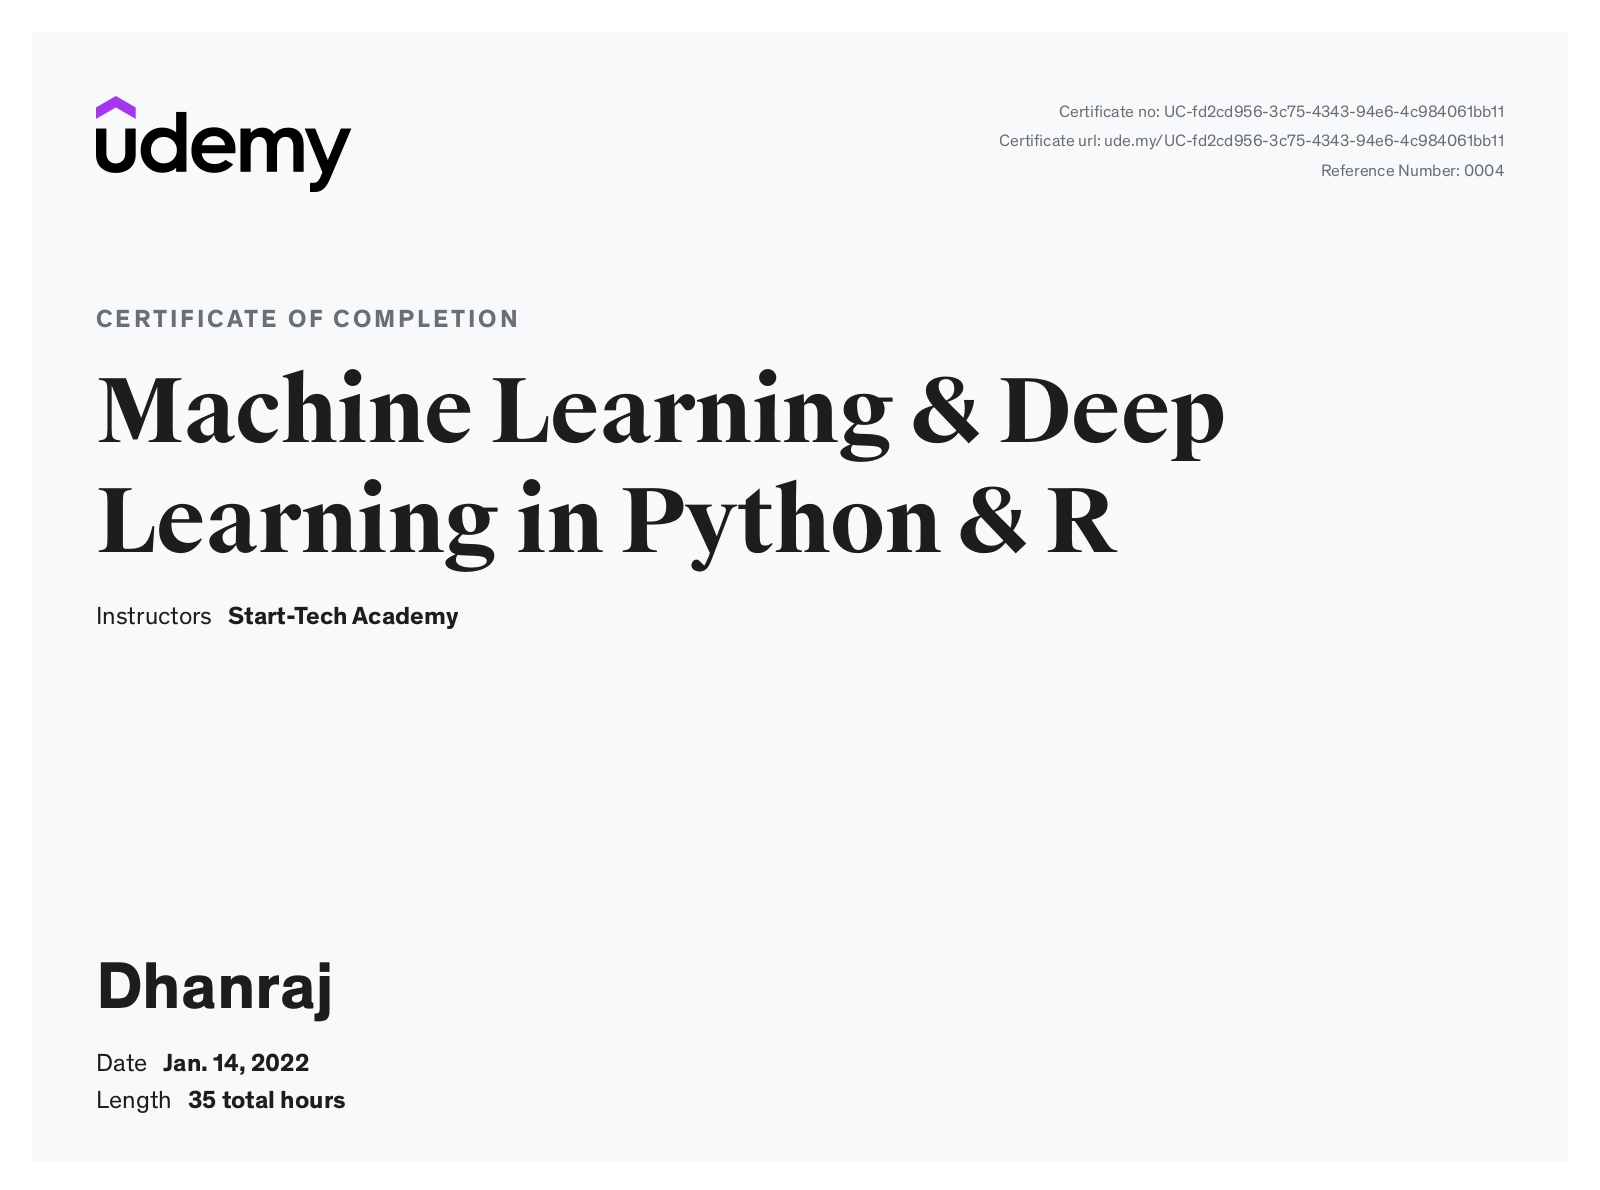 udemy
Certificate no: UC-fd2cd956-3c75-4343-94e6-4c984061bb11
Certificate url: ude.my/UC-fd2cd956-3c75-4343-94e6-4c984061bb11
Reference Number: 0004
CERTIFICATE OF COMPLETION
Machine Learning & Deep
Learning in Python & R
Instructors Start-Tech Academy
Dhanraj
Date Jan. 14, 2022
Length 35 total hours